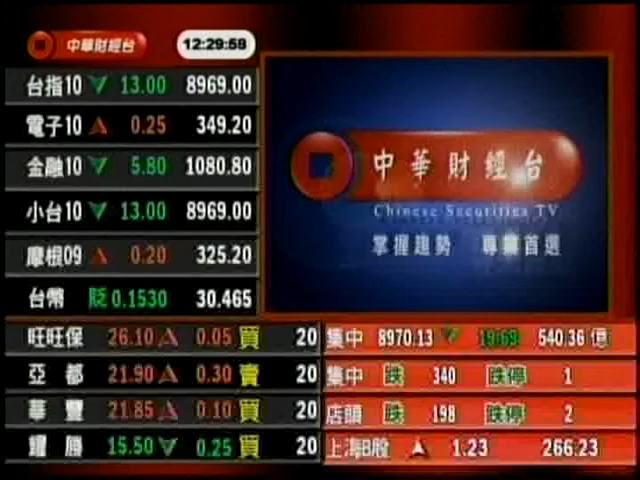 中華財經台 12:29:58
台指10 13.00 8969.00
電子10 0.25 349.20
金融10 5.80 1080.80
小台10 13.00 8969.00
摩根09 0.20 325.20
台幣 貶 0.1530 30.465
中華財經台
Chinese Securities TV
掌握趨勢 專業首選
旺旺保 26.10 0.05 買 20
亞都 21.90 0.30 賣 20
華豐 21.85 0.10 買 20
耀勝 15.50 0.25 買 20
集中 8970.13 19.69 540.36 億
集中 跌 340 跌停 1
店頭 跌 198 跌停 2
上海B股 1.23 266.23